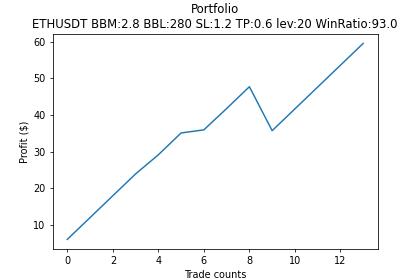 Portfolio
ETHUSDT BBM:2.8 BBL:280 SL:1.2 TP:0.6 lev:20 WinRatio:93.0
60
50
40
30
20
10
Profit ($)
0 2 4 6 8 10 12
Trade counts